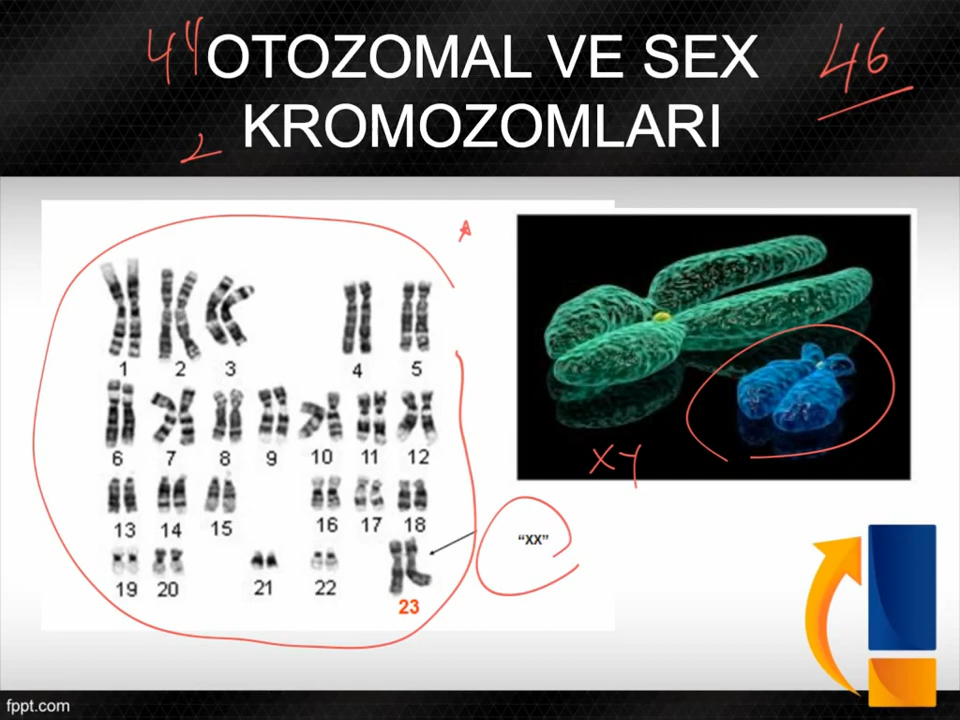 44 OTOZOMAL VE SEX 46
2 KROMOZOMLARI
1 2 3 4 5
6 7 8 9 10 11 12
XY
13 14 15 16 17 18
"XX"
19 20 21 22
23
fppt.com